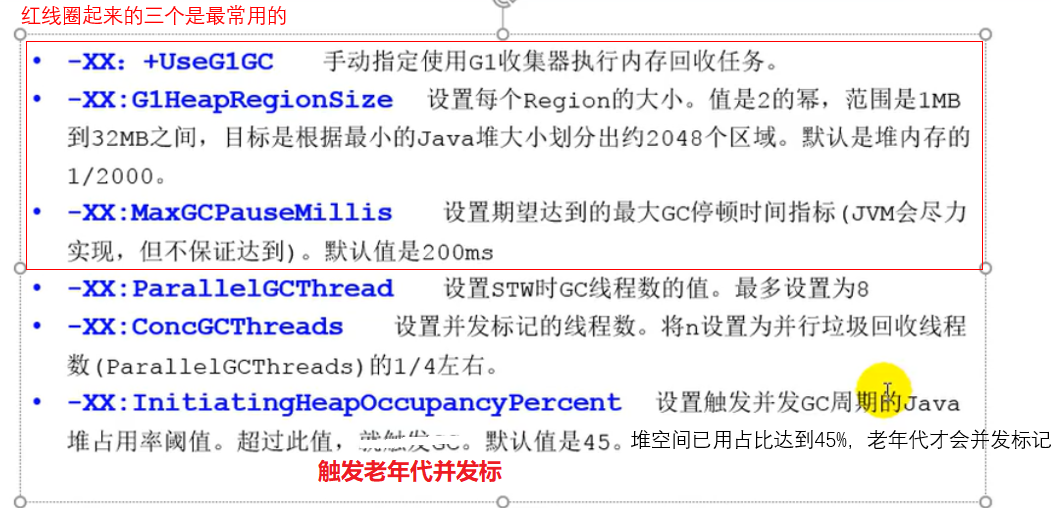 红线圈起来的三个是最常用的
• -XX：+UseG1GC 手动指定使用G1收集器执行内存回收任务。
• -XX:G1HeapRegionSize 设置每个Region的大小。值是2的幂，范围是1MB
到32MB之间，目标是根据最小的Java堆大小划分出约2048个区域。默认是堆内存的
1/2000。
• -XX:MaxGCPauseMillis 设置期望达到的最大GC停顿时间指标(JVM会尽力
实现，但不保证达到)。默认值是200ms
• -XX:ParallelGCThread 设置STW时GC线程数的值。最多设置为8
• -XX:ConcGCThreads 设置并发标记的线程数。将n设置为并行垃圾回收线程
数(ParallelGCThreads)的1/4左右。
• -XX:InitiatingHeapOccupancyPercent 设置触发并发GC周期的Java
堆占用率阈值。超过此值，就触发GC。默认值是45。堆空间已用占比达到45%，老年代才会并发标记
触发老年代并发标